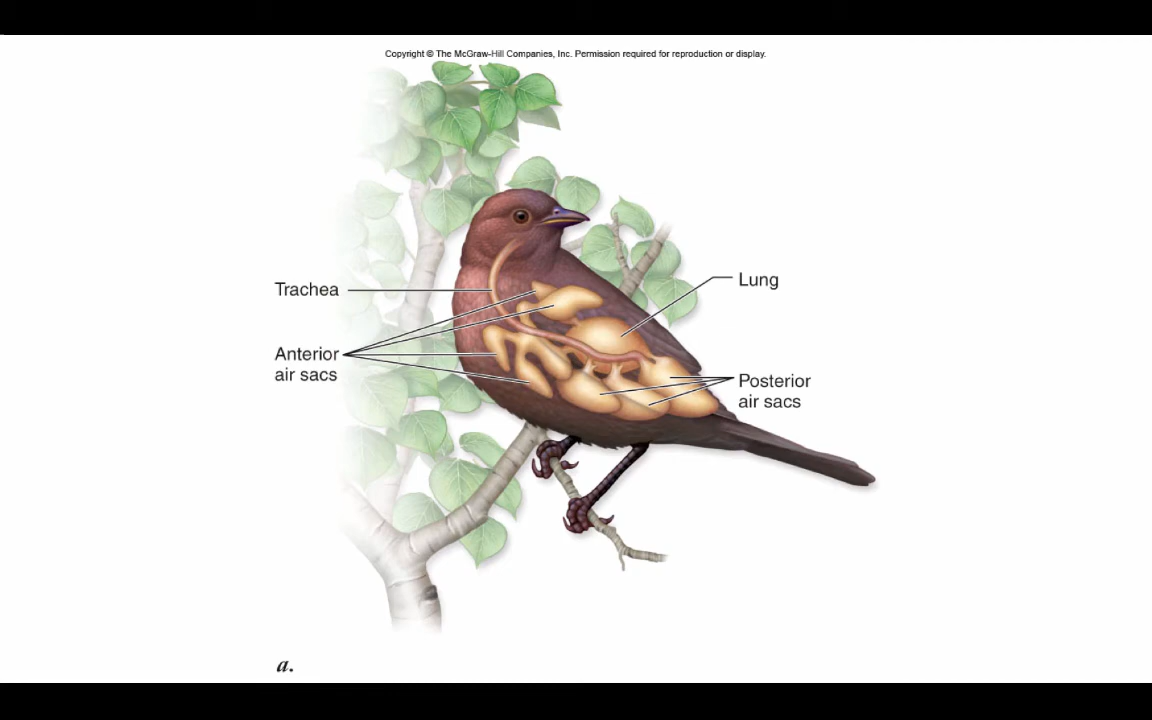 Copyright © The McGraw-Hill Companies, Inc. Permission required for reproduction or display.
Trachea
Lung
Anterior
air sacs
Posterior
air sacs
a.